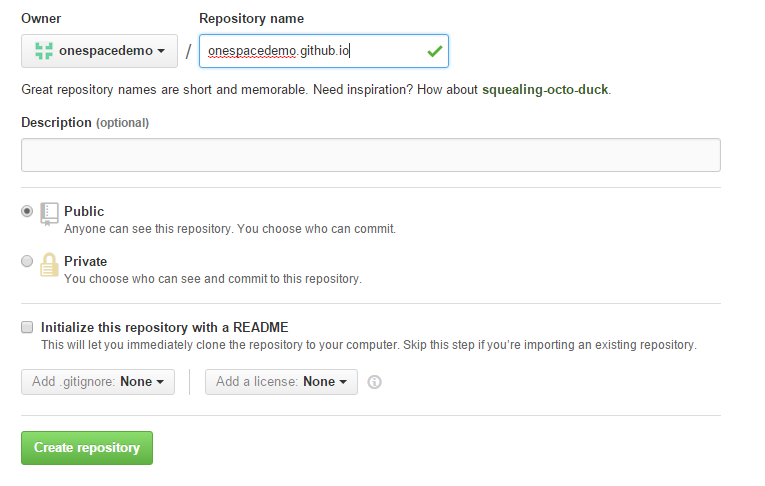 Owner Repository name
onespacedemo / onespacedemo.github.io
Great repository names are short and memorable. Need inspiration? How about squealing-octo-duck.
Description (optional)
Public
Anyone can see this repository. You choose who can commit.
Private
You choose who can see and commit to this repository.
Initialize this repository with a README
This will let you immediately clone the repository to your computer. Skip this step if you’re importing an existing repository.
Add .gitignore: None Add a license: None
Create repository